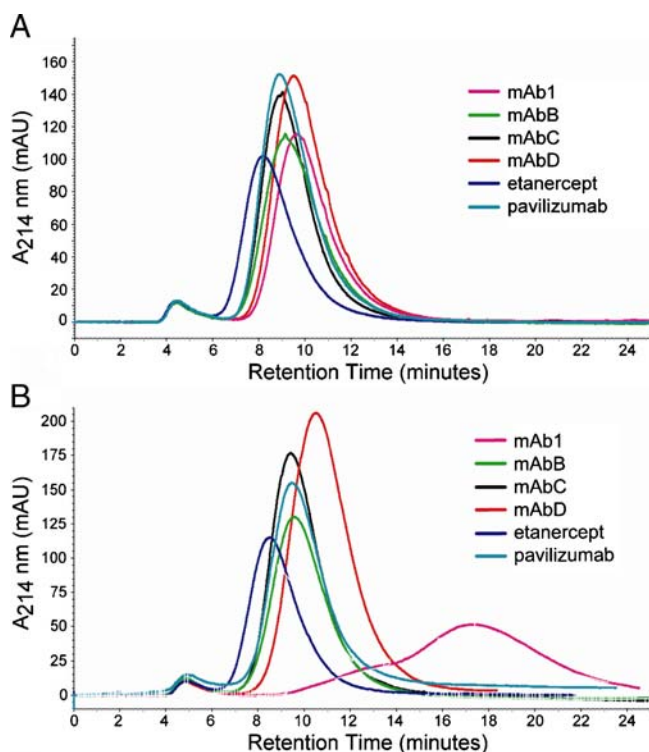 A
A214 nm (mAU)
160
140
120
100
80
60
40
20
0
mAb1
mAbB
mAbC
mAbD
etanercept
pavilizumab
0 2 4 6 8 10 12 14 16 18 20 22 24
Retention Time (minutes)
B
A214 nm (mAU)
200
175
150
125
100
75
50
25
0
mAb1
mAbB
mAbC
mAbD
etanercept
pavilizumab
0 2 4 6 8 10 12 14 16 18 20 22 24
Retention Time (minutes)